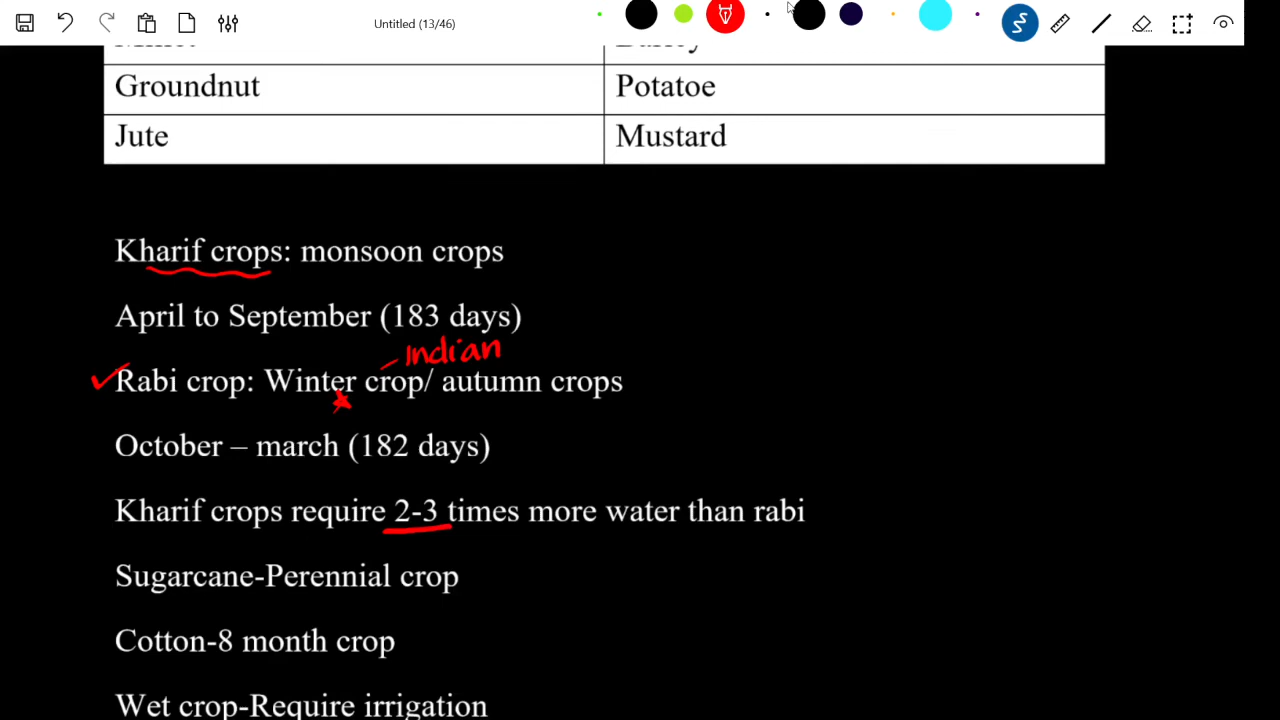 Untitled (13/46)
Groundnut Potatoe
Jute Mustard
Kharif crops: monsoon crops
April to September (183 days)
Indian
Rabi crop: Winter crop/ autumn crops
October – march (182 days)
Kharif crops require 2-3 times more water than rabi
Sugarcane-Perennial crop
Cotton-8 month crop
Wet crop-Require irrigation